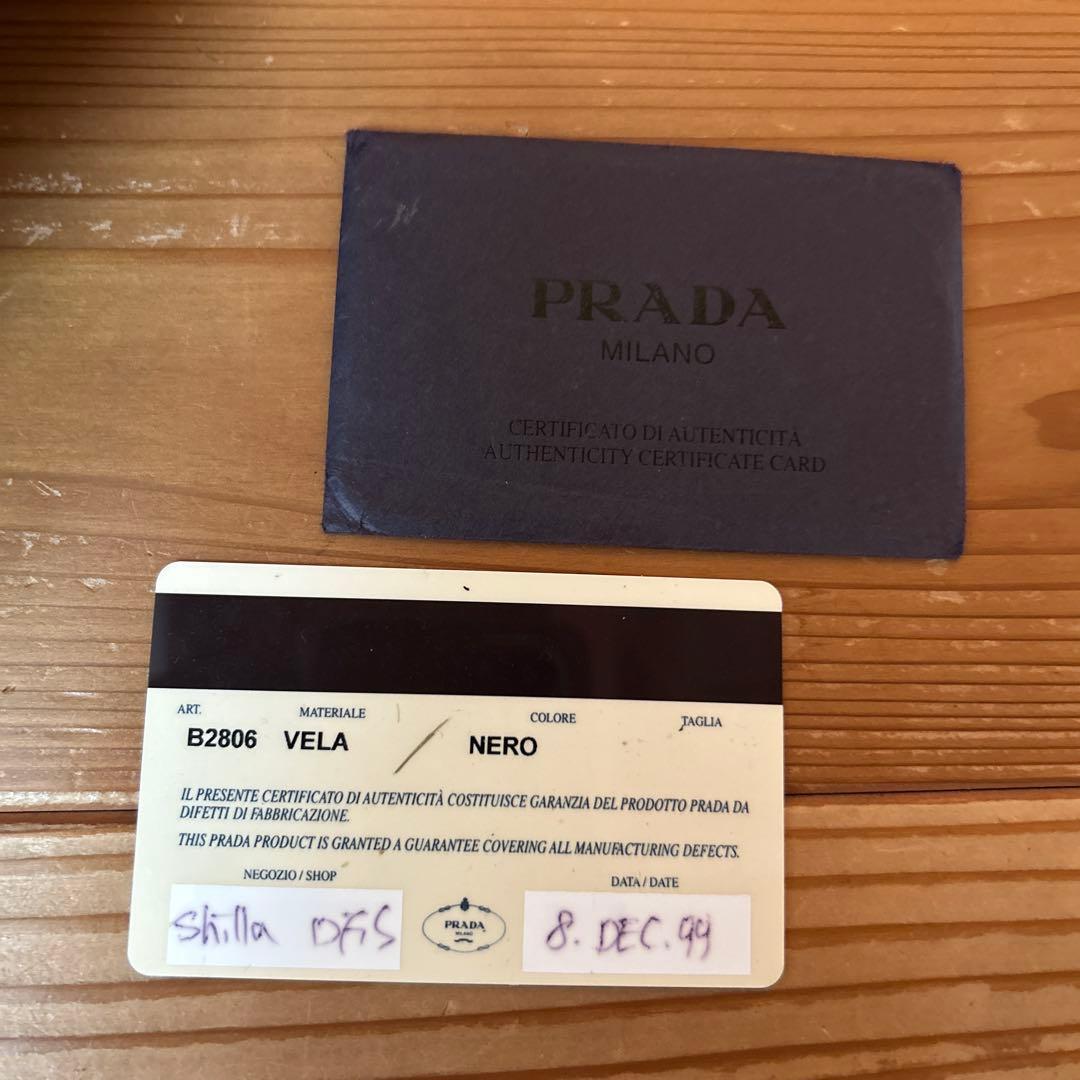 PRADA
MILANO
CERTIFICATO DI AUTENTICITÀ
AUTHENTICITY CERTIFICATE CARD
ART. MATERIALE COLORE TAGLIA
B2806 VELA / NERO
IL PRESENTE CERTIFICATO DI AUTENTICITÀ COSTITUISCE GARANZIA DEL PRODOTTO PRADA DA
DIFETTI DI FABBRICAZIONE.
THIS PRADA PRODUCT IS GRANTED A GUARANTEE COVERING ALL MANUFACTURING DEFECTS.
NEGOZIO / SHOP DATA / DATE
Shilla DFS
PRADA
MILANO
8. DEC. 99